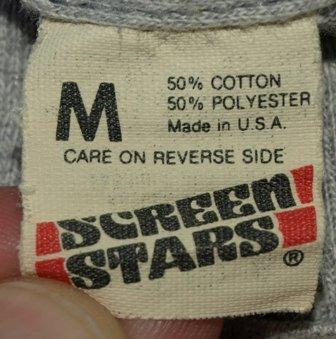 M
50% COTTON
50% POLYESTER
Made in U.S.A.
CARE ON REVERSE SIDE
SCREEN
STARS ®